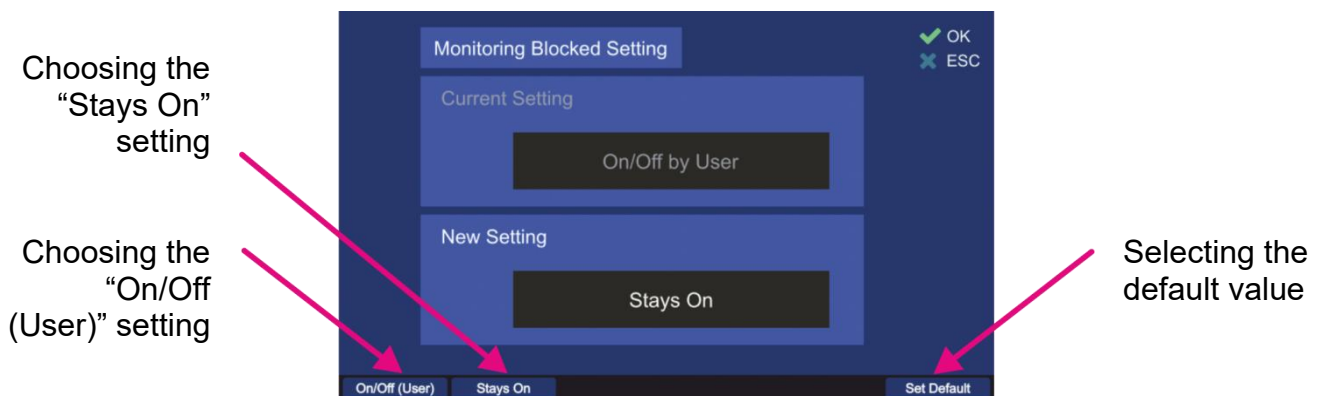 Choosing the
“Stays On”
setting
Choosing the
“On/Off
(User)” setting
Monitoring Blocked Setting
OK
ESC
Current Setting
On/Off by User
New Setting
Stays On
On/Off (User)
Stays On
Set Default
Selecting the
default value